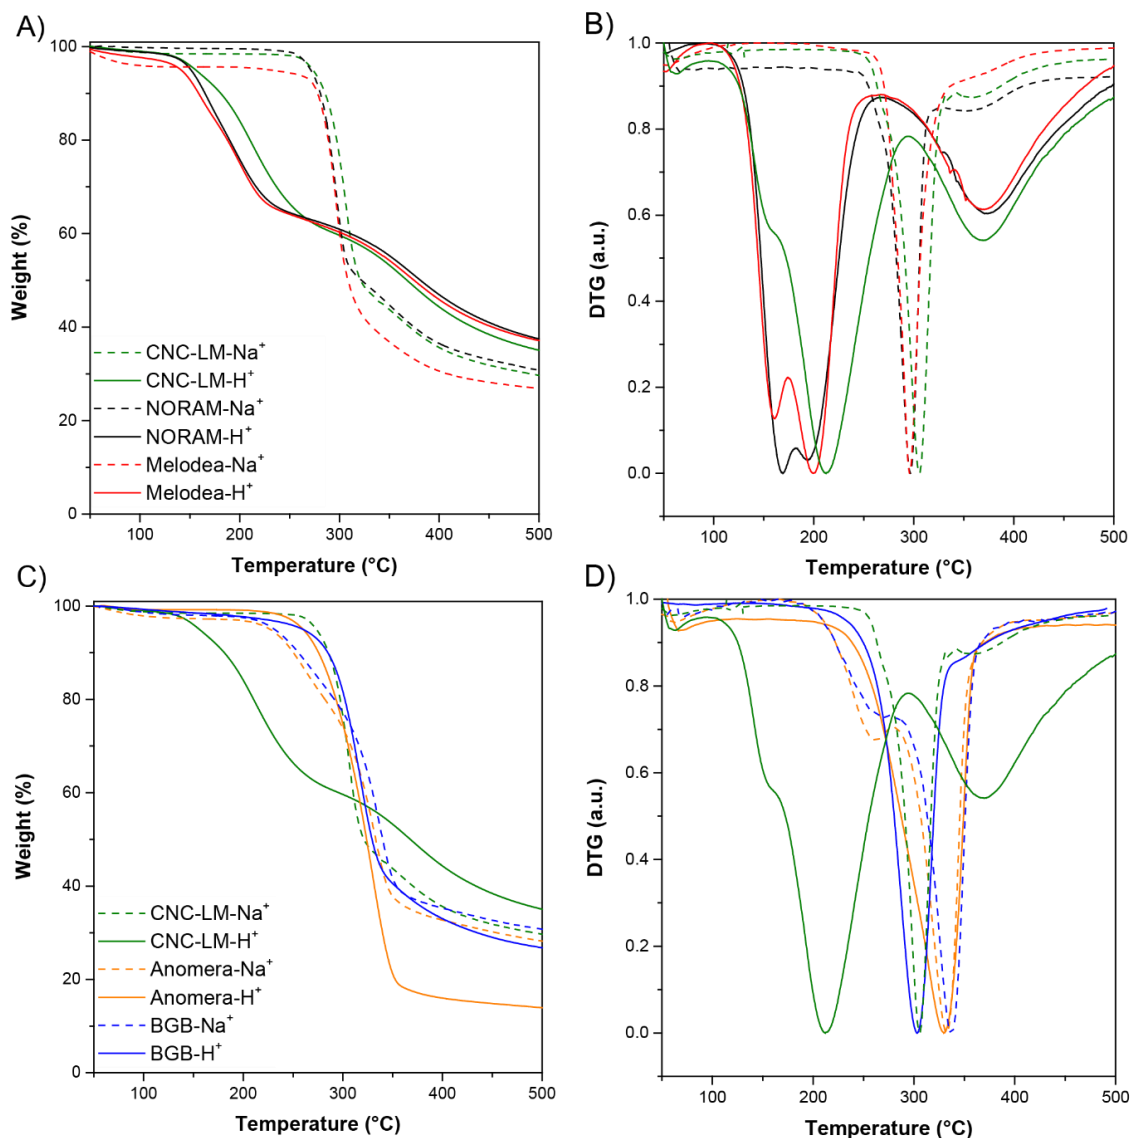 A)
100
80
60
40
20
0
Weight (%)
CNC-LM-Na⁺
CNC-LM-H⁺
NORAM-Na⁺
NORAM-H⁺
Melodea-Na⁺
Melodea-H⁺
100 200 300 400 500
Temperature (°C)
B)
1.0
0.8
0.6
0.4
0.2
0.0
DTG (a.u.)
100 200 300 400 500
Temperature (°C)
C)
100
80
60
40
20
0
Weight (%)
CNC-LM-Na⁺
CNC-LM-H⁺
Anomera-Na⁺
Anomera-H⁺
BGB-Na⁺
BGB-H⁺
100 200 300 400 500
Temperature (°C)
D)
1.0
0.8
0.6
0.4
0.2
0.0
DTG (a.u.)
100 200 300 400 500
Temperature (°C)